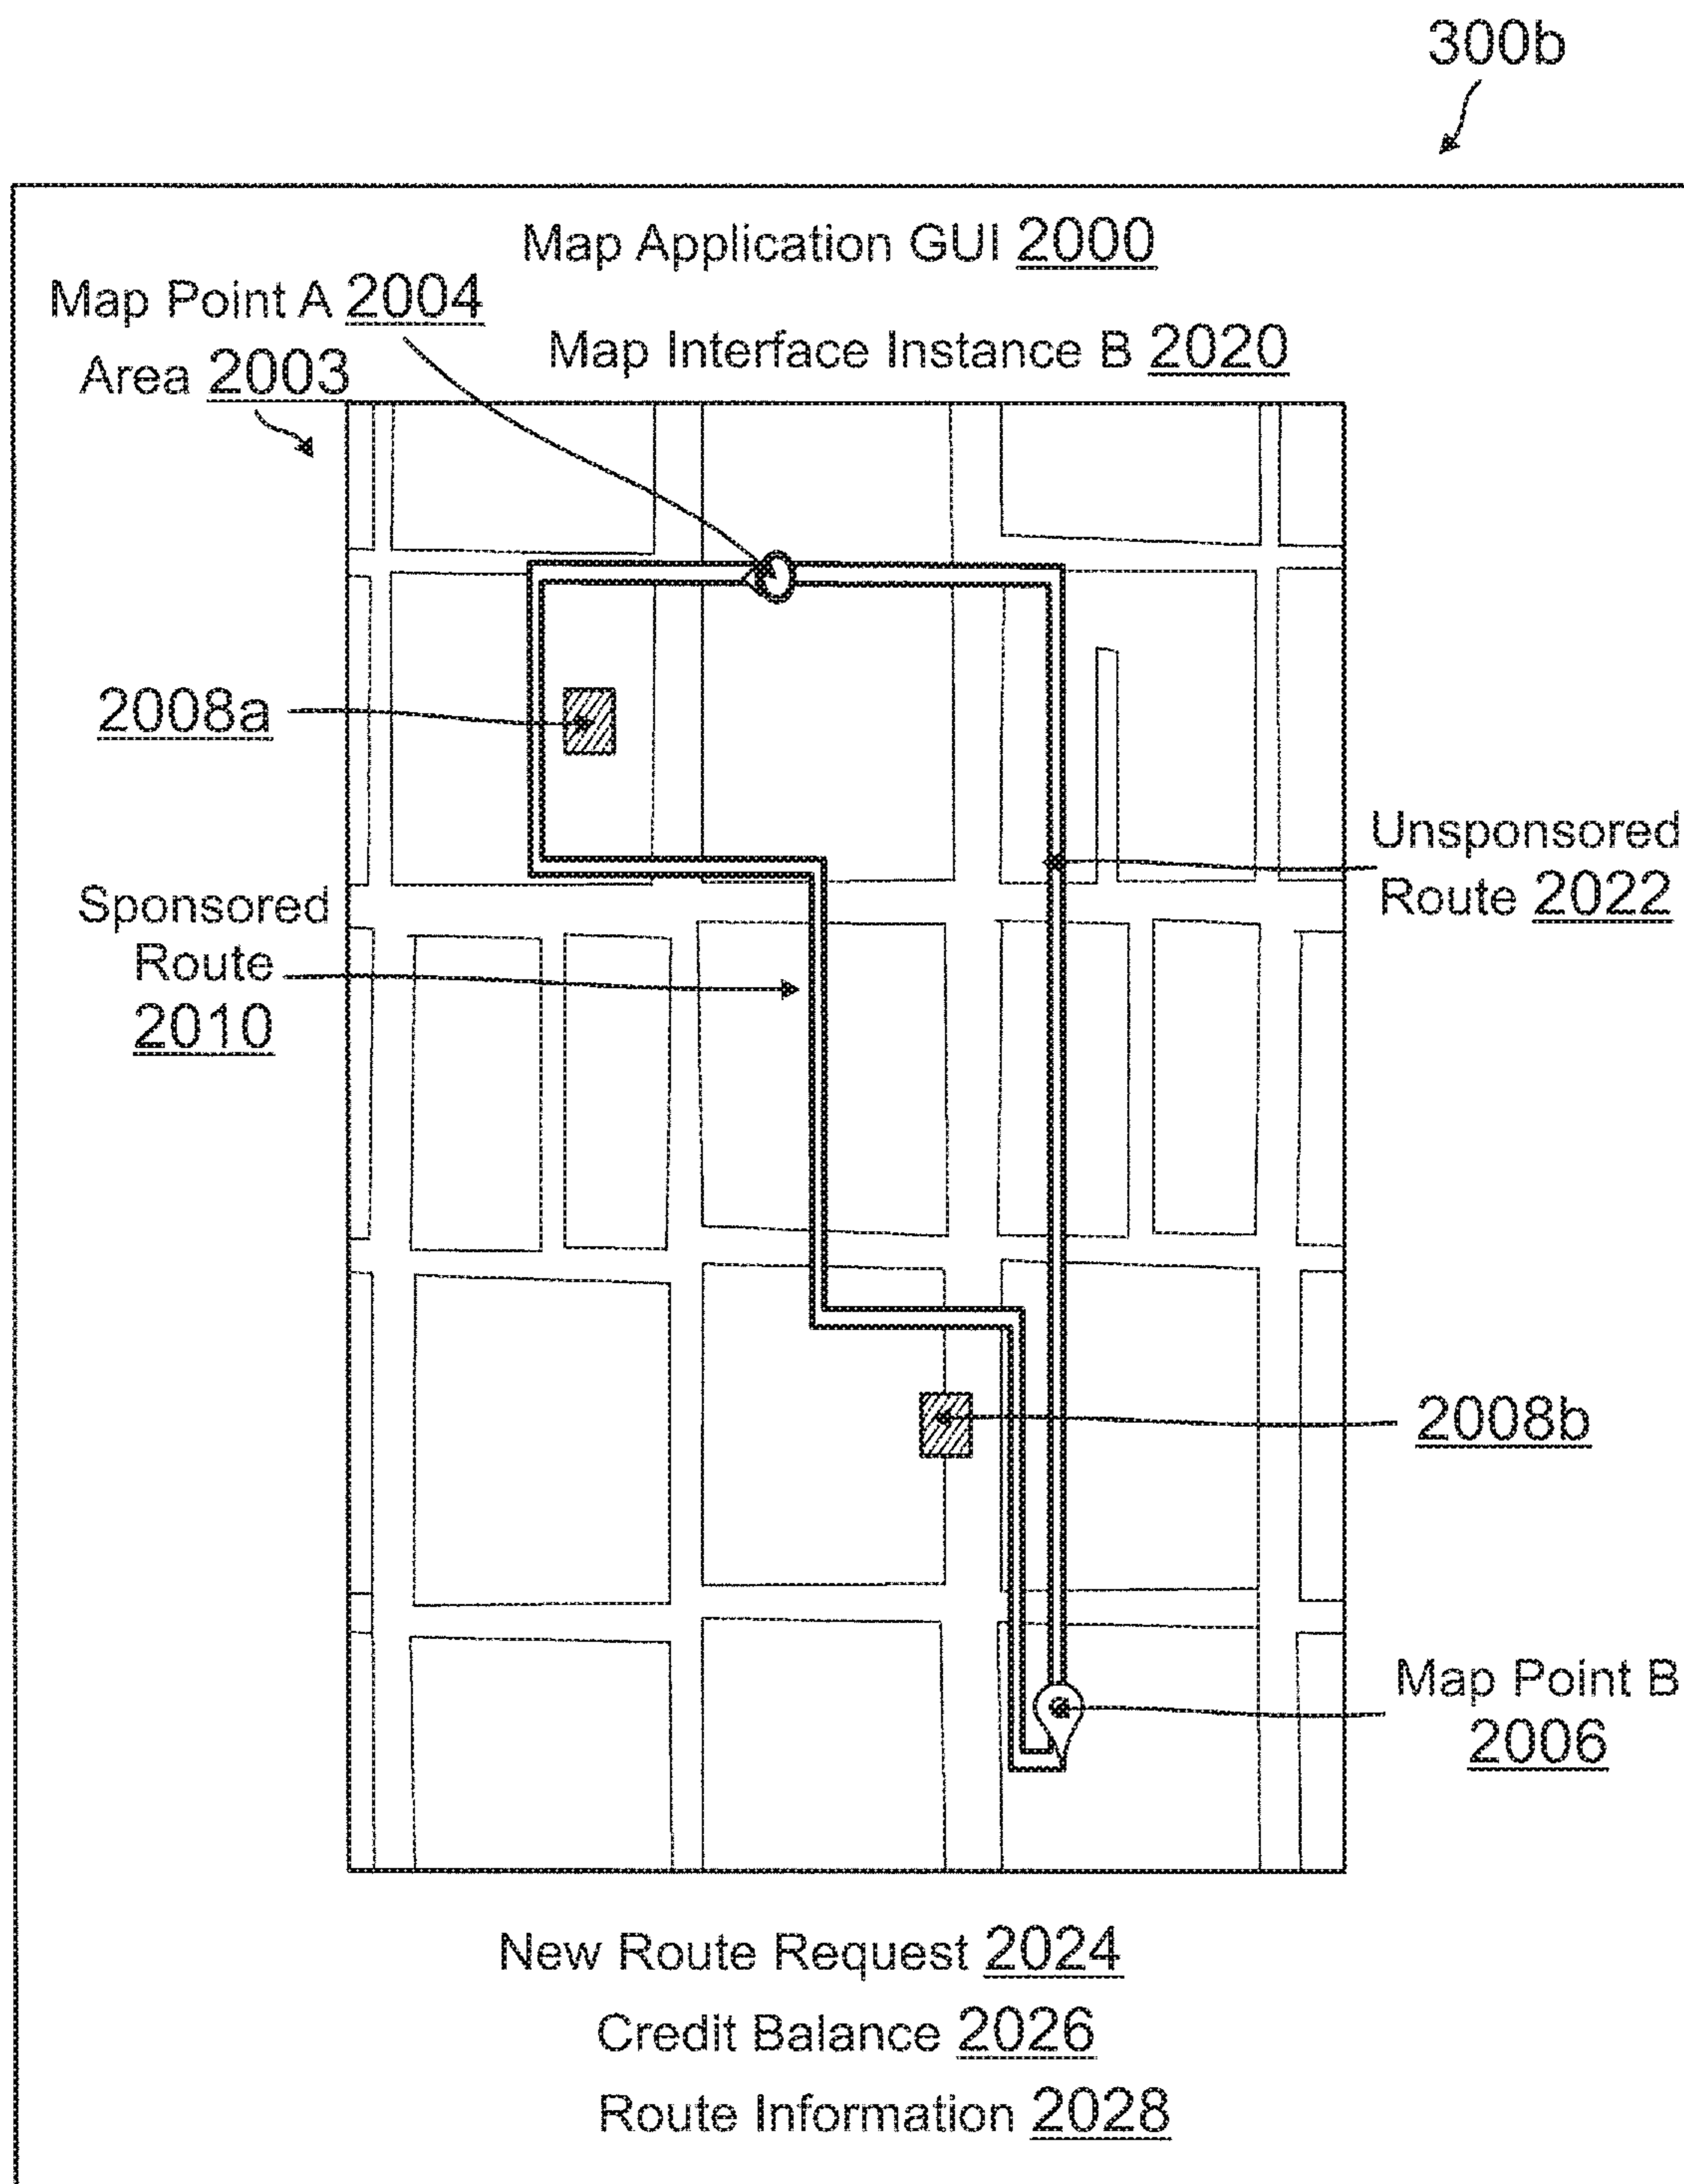 300b
Map Application GUI 2000
Map Point A 2004
Map Interface Instance B 2020
Area 2003
2008a
Unsponsored
Route 2022
Sponsored
Route
2010
2008b
Map Point B
2006
New Route Request 2024
Credit Balance 2026
Route Information 2028